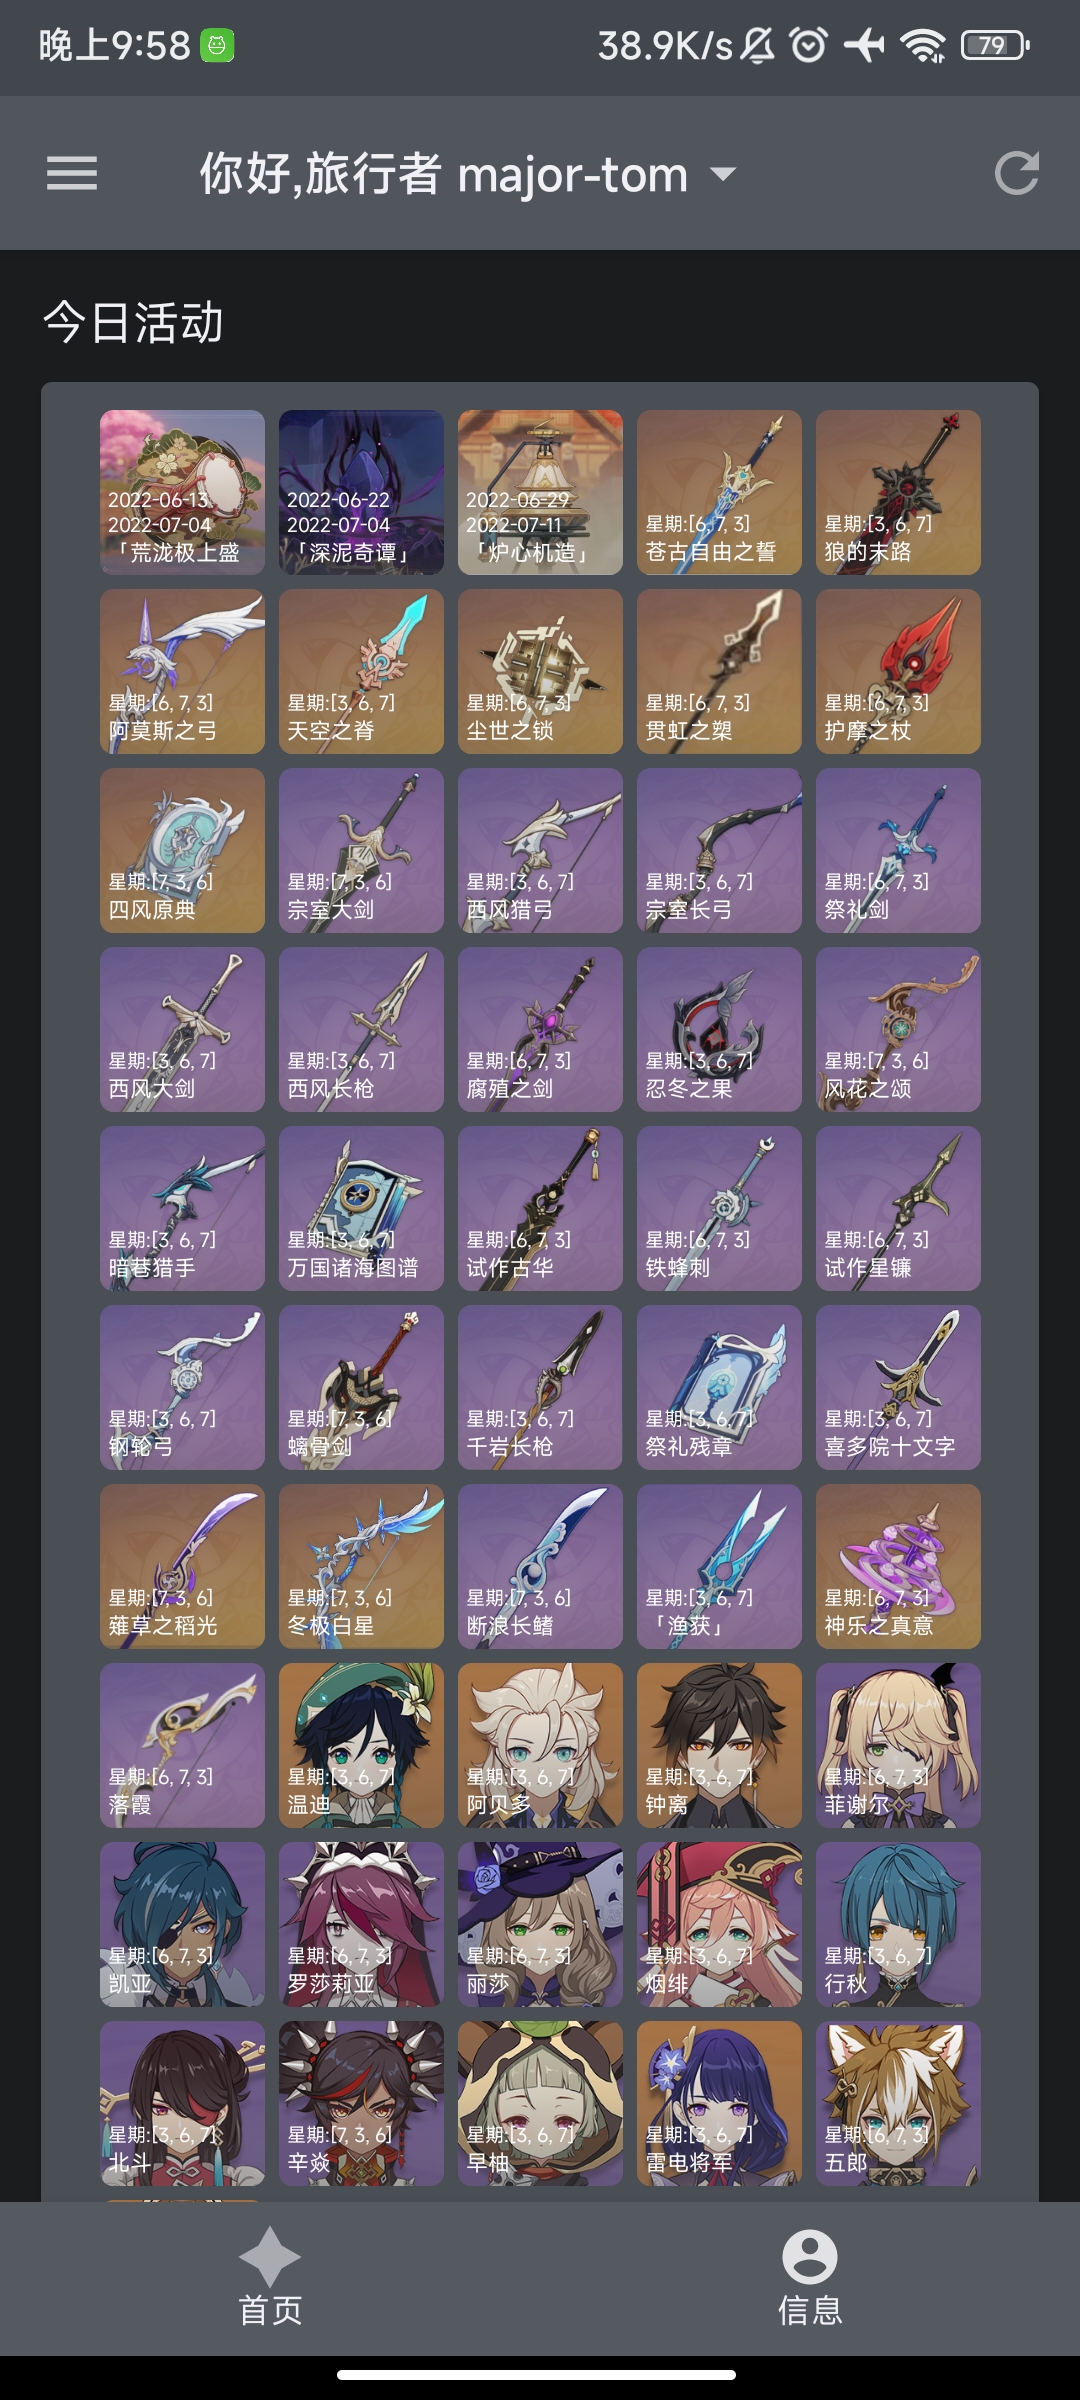 晚上9:58
38.9K/s
79
你好,旅行者 major-tom
今日活动
2022-06-13
2022-07-04
「荒泷极上盛
2022-06-22
2022-07-04
「深泥奇谭」
2022-06-29
2022-07-11
「炉心机造」
星期:[6, 7, 3]
苍古自由之誓
星期:[3, 6, 7]
狼的末路
星期:[6, 7, 3]
阿莫斯之弓
星期:[3, 6, 7]
天空之脊
星期:[6, 7, 3]
尘世之锁
星期:[6, 7, 3]
贯虹之槊
星期:[6, 7, 3]
护摩之杖
星期:[7, 3, 6]
四风原典
星期:[7, 3, 6]
宗室大剑
星期:[3, 6, 7]
西风猎弓
星期:[3, 6, 7]
宗室长弓
星期:[6, 7, 3]
祭礼剑
星期:[3, 6, 7]
西风大剑
星期:[3, 6, 7]
西风长枪
星期:[6, 7, 3]
腐殖之剑
星期:[3, 6, 7]
忍冬之果
星期:[7, 3, 6]
风花之颂
星期:[3, 6, 7]
暗巷猎手
星期:[3, 6, 7]
万国诸海图谱
星期:[6, 7, 3]
试作古华
星期:[6, 7, 3]
铁蜂刺
星期:[6, 7, 3]
试作星镰
星期:[3, 6, 7]
钢轮弓
星期:[7, 3, 6]
螭骨剑
星期:[3, 6, 7]
千岩长枪
星期:[3, 6, 7]
祭礼残章
星期:[3, 6, 7]
喜多院十文字
星期:[7, 3, 6]
薙草之稻光
星期:[7, 3, 6]
冬极白星
星期:[7, 3, 6]
断浪长鳍
星期:[3, 6, 7]
「渔获」
星期:[6, 7, 3]
神乐之真意
星期:[6, 7, 3]
落霞
星期:[3, 6, 7]
温迪
星期:[3, 6, 7]
阿贝多
星期:[3, 6, 7]
钟离
星期:[6, 7, 3]
菲谢尔
星期:[6, 7, 3]
凯亚
星期:[6, 7, 3]
罗莎莉亚
星期:[6, 7, 3]
丽莎
星期:[3, 6, 7]
烟绯
星期:[3, 6, 7]
行秋
星期:[3, 6, 7]
北斗
星期:[7, 3, 6]
辛焱
星期:[3, 6, 7]
早柚
星期:[3, 6, 7]
雷电将军
星期:[6, 7, 3]
五郎
首页
信息